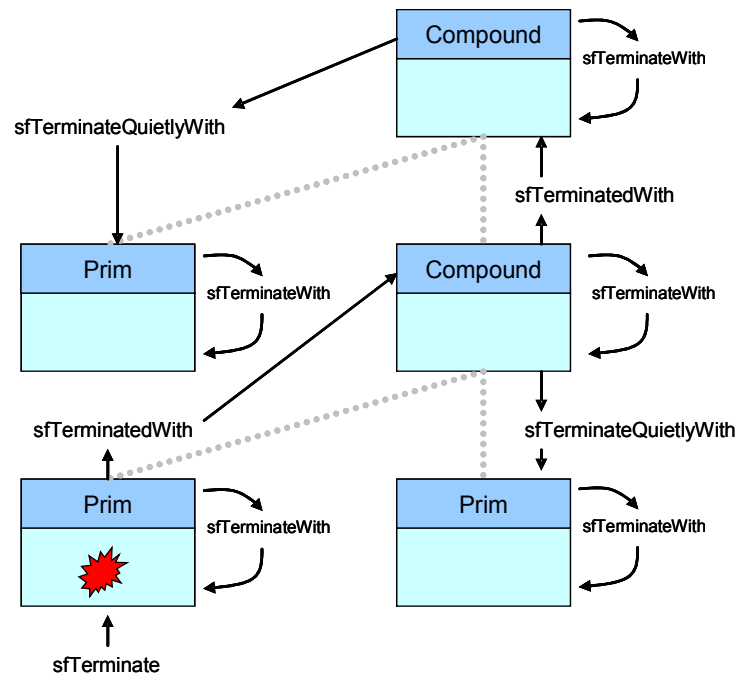 Compound
sfTerminateWith
sfTerminateQuietlyWith
sfTerminatedWith
Prim
sfTerminateWith
Compound
sfTerminateWith
sfTerminatedWith
sfTerminateQuietlyWith
Prim
sfTerminateWith
Prim
sfTerminateWith
sfTerminate